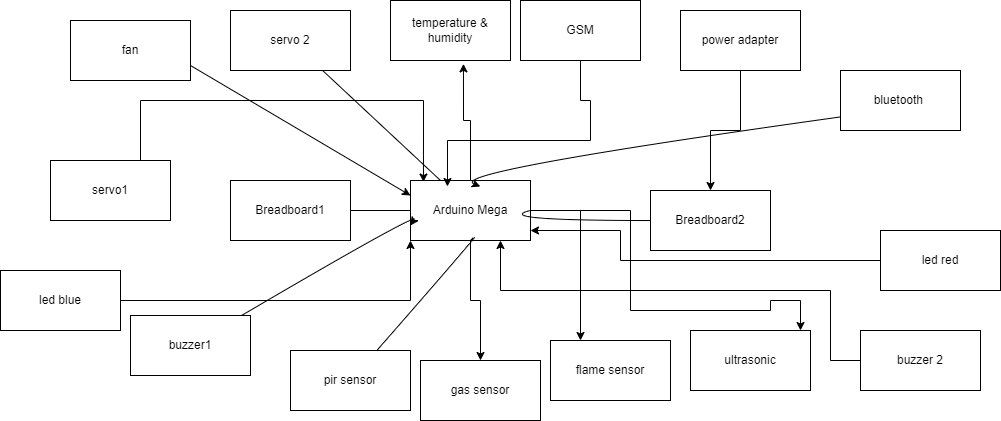 fan
servo 2
temperature &
humidity
GSM
power adapter
bluetooth
servo1
Breadboard1
Arduino Mega
Breadboard2
led red
led blue
buzzer1
pir sensor
gas sensor
flame sensor
ultrasonic
buzzer 2